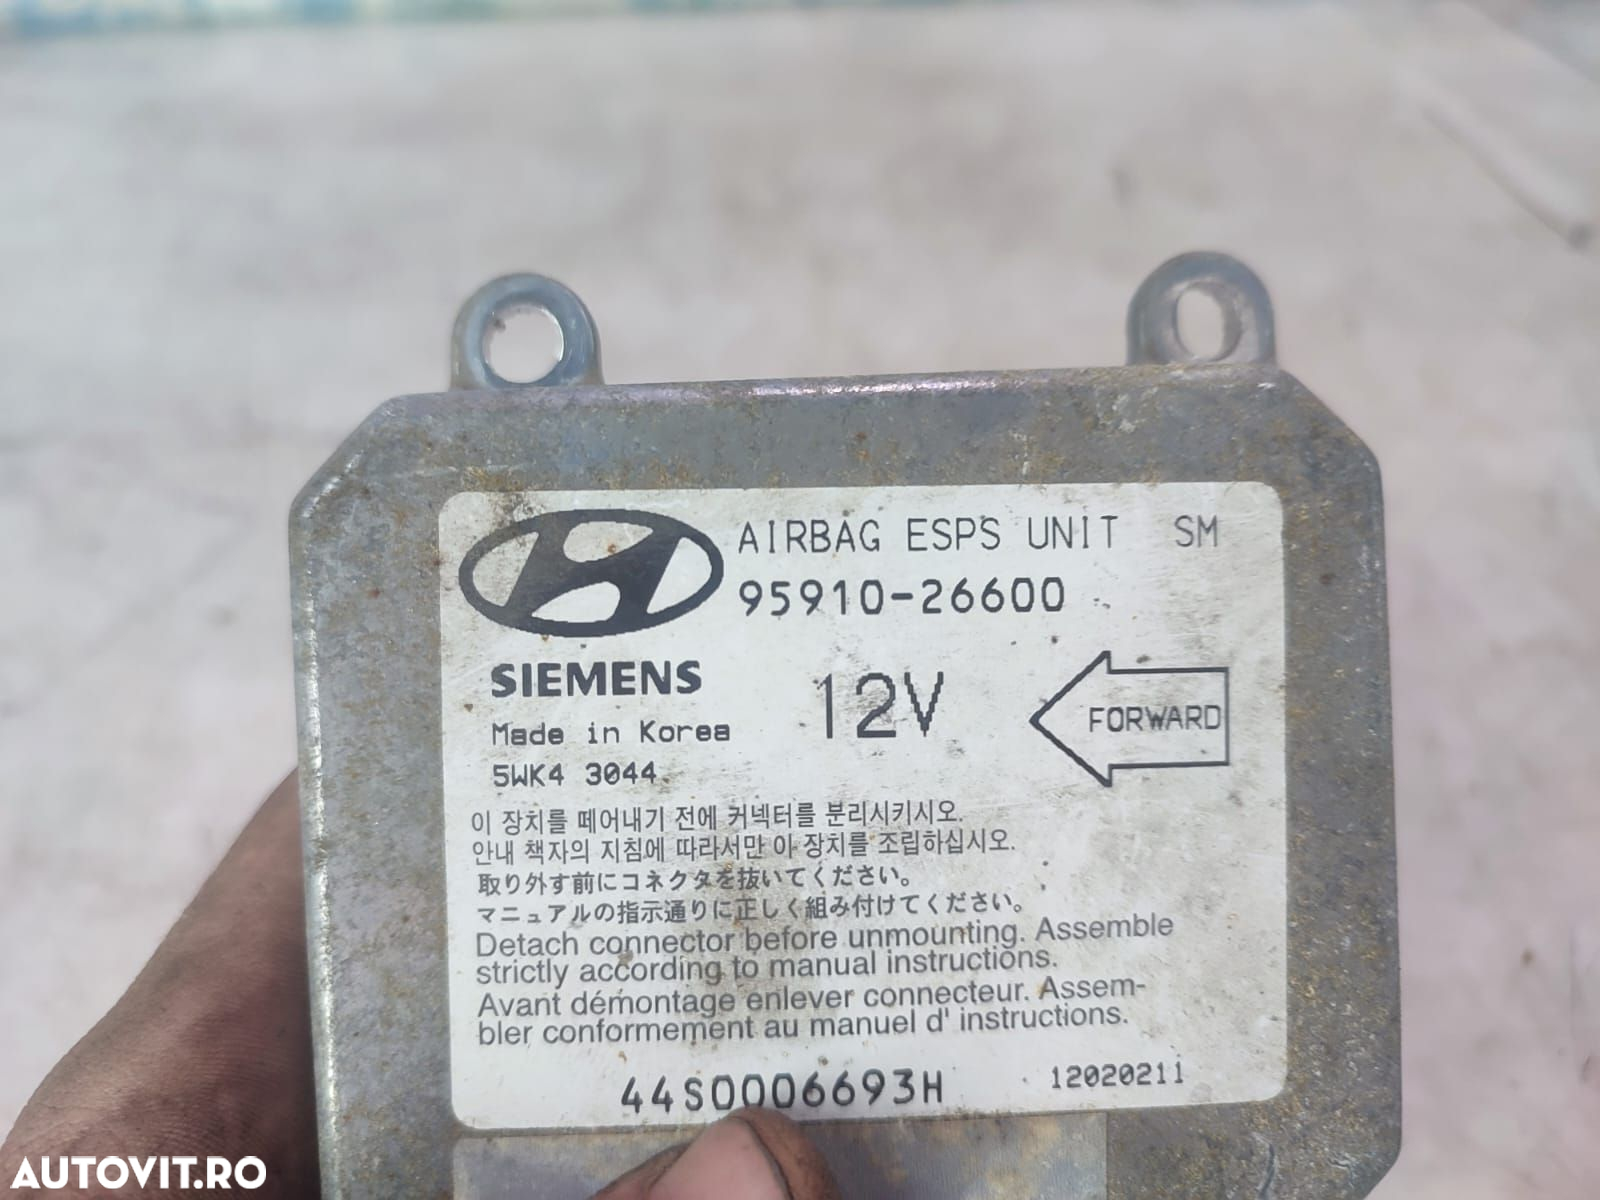 AIRBAG ESPS UNIT SM
95910-26600
SIEMENS
12V
FORWARD
Made in Korea
5WK4 3044
이 장치를 떼어내기 전에 커넥터를 분리시키시오.
안내 책자의 지침에 따라서만 이 장치를 조립하십시오.
取り外す前にコネクタを抜いてください。
マニュアルの指示通りに正しく組み付けてください。
Detach connector before unmounting. Assemble
strictly according to manual instructions.
Avant démontage enlever connecteur. Assem-
bler conformement au manuel d' instructions.
44S0006693H
12020211
AUTOVIT.RO